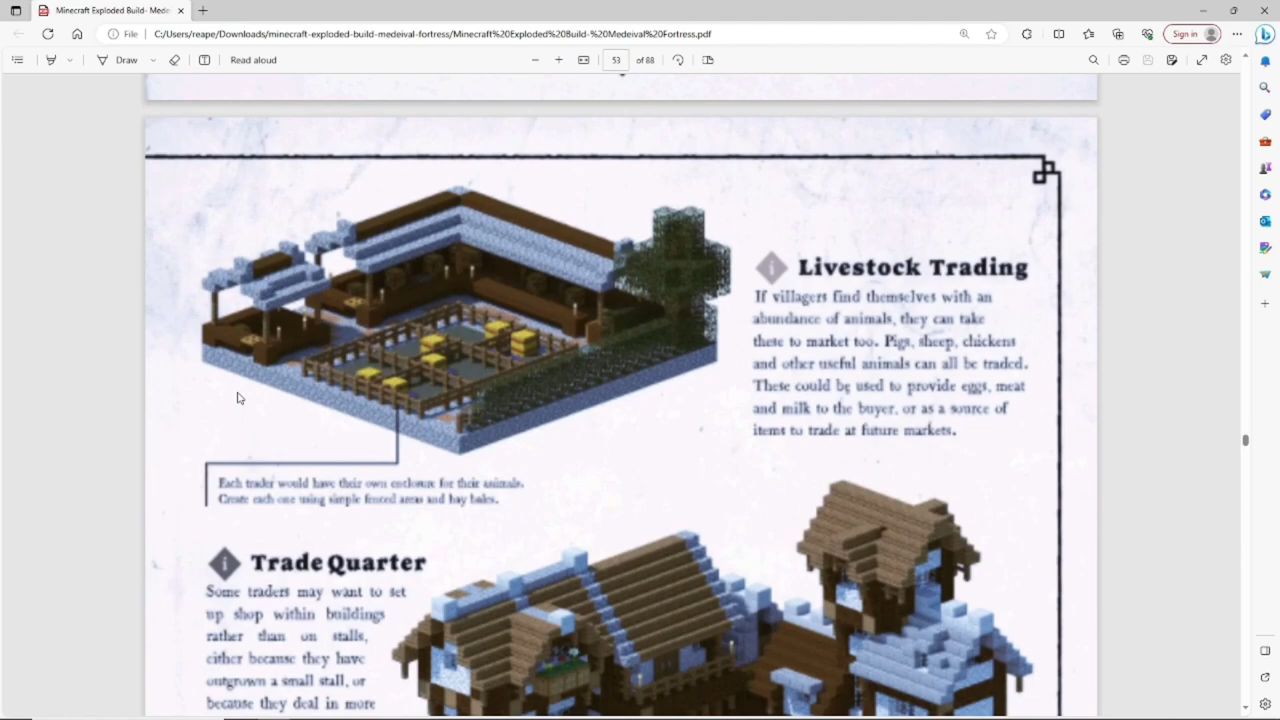 Minecraft Exploded Build- Mede
File
C:/Users/reape/Downloads/minecraft-exploded-build-medeival-fortress/Minecraft%20Exploded%20Build-%20Medeival%20Fortress.pdf
Sign in
Draw
Read aloud
53 of 88
Livestock Trading
If villagers find themselves with an
abundance of animals, they can take
these to market too. Pigs, sheep, chickens
and other useful animals can all be traded.
These could be used to provide eggs, meat
and milk to the buyer, or as a source of
items to trade at future markets.
Each trader would have their own enclosure for their animals.
Create each one using simple fenced areas and hay bales.
Trade Quarter
Some traders may want to set
up shop within buildings
rather than on stalls,
either because they have
outgrown a small stall, or
because they deal in more